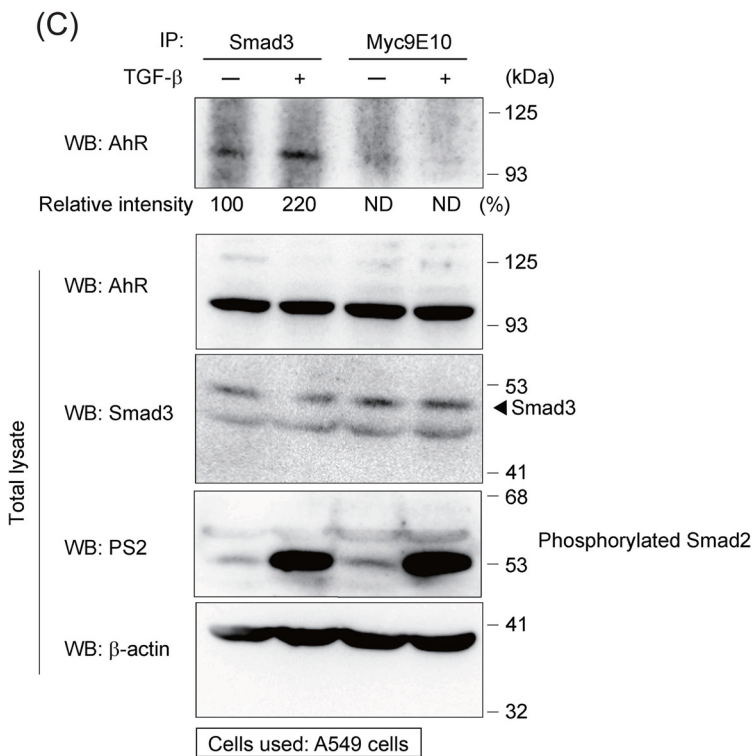 (C)
IP: Smad3 Myc9E10
TGF-β — + — + (kDa)
WB: AhR
125
93
Relative intensity 100 220 ND ND (%)
Total lysate
WB: AhR
125
93
WB: Smad3
53
◄ Smad3
41
WB: PS2
68
Phosphorylated Smad2
53
WB: β-actin
41
32
Cells used: A549 cells